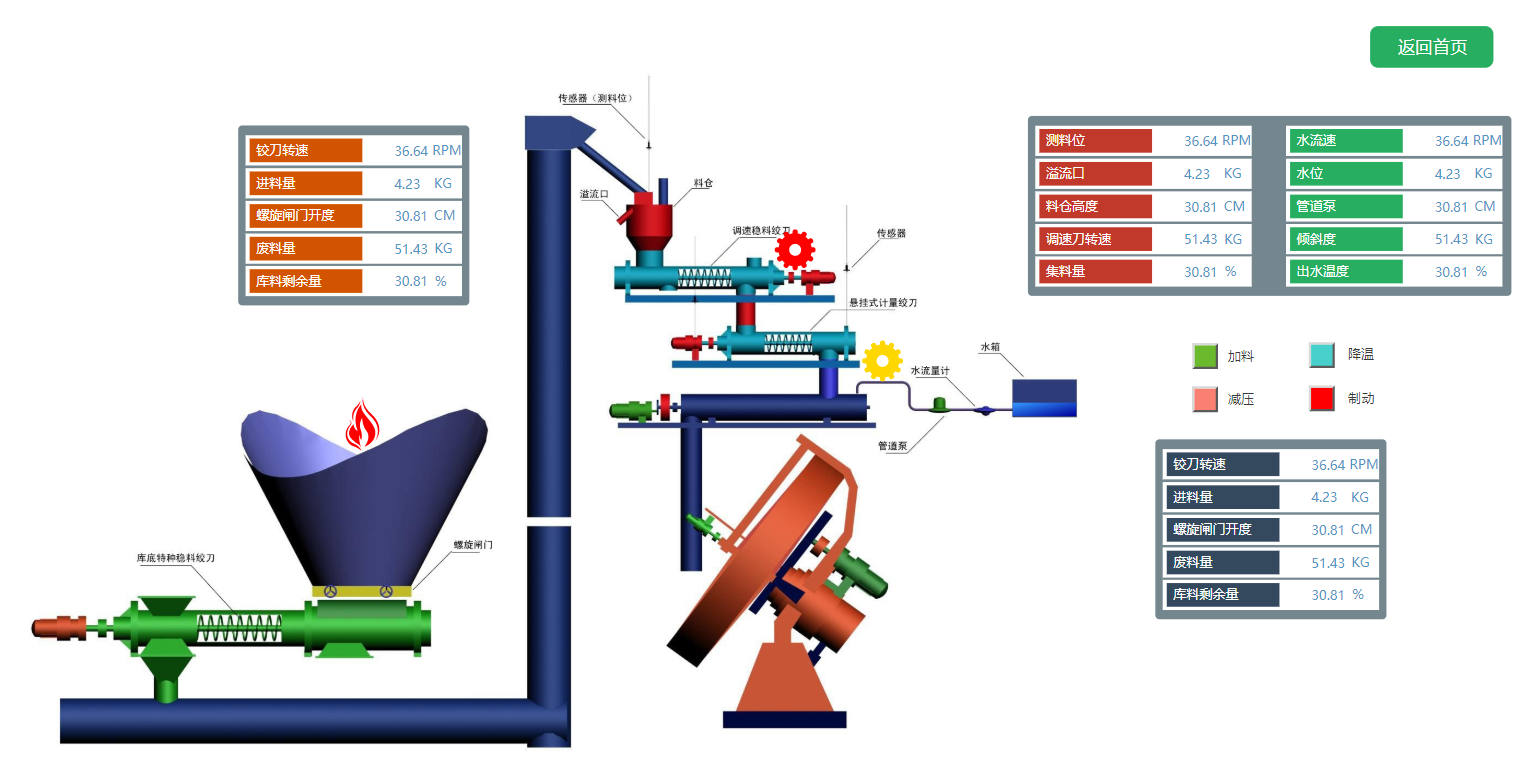 返回首页
传感器（测料位）
铰刀转速 36.64 RPM
进料量 4.23 KG
螺旋闸门开度 30.81 CM
废料量 51.43 KG
库料剩余量 30.81 %
测料位 36.64 RPM
溢流口 4.23 KG
料仓高度 30.81 CM
调速刀转速 51.43 KG
集料量 30.81 %
水流速 36.64 RPM
水位 4.23 KG
管道泵 30.81 CM
倾斜度 51.43 KG
出水温度 30.81 %
溢流口
料仓
调速稳料绞刀
传感器
悬挂式计量绞刀
水箱
水流量计
管道泵
加料
降温
减压
制动
铰刀转速 36.64 RPM
进料量 4.23 KG
螺旋闸门开度 30.81 CM
废料量 51.43 KG
库料剩余量 30.81 %
螺旋闸门
库底特种稳料绞刀